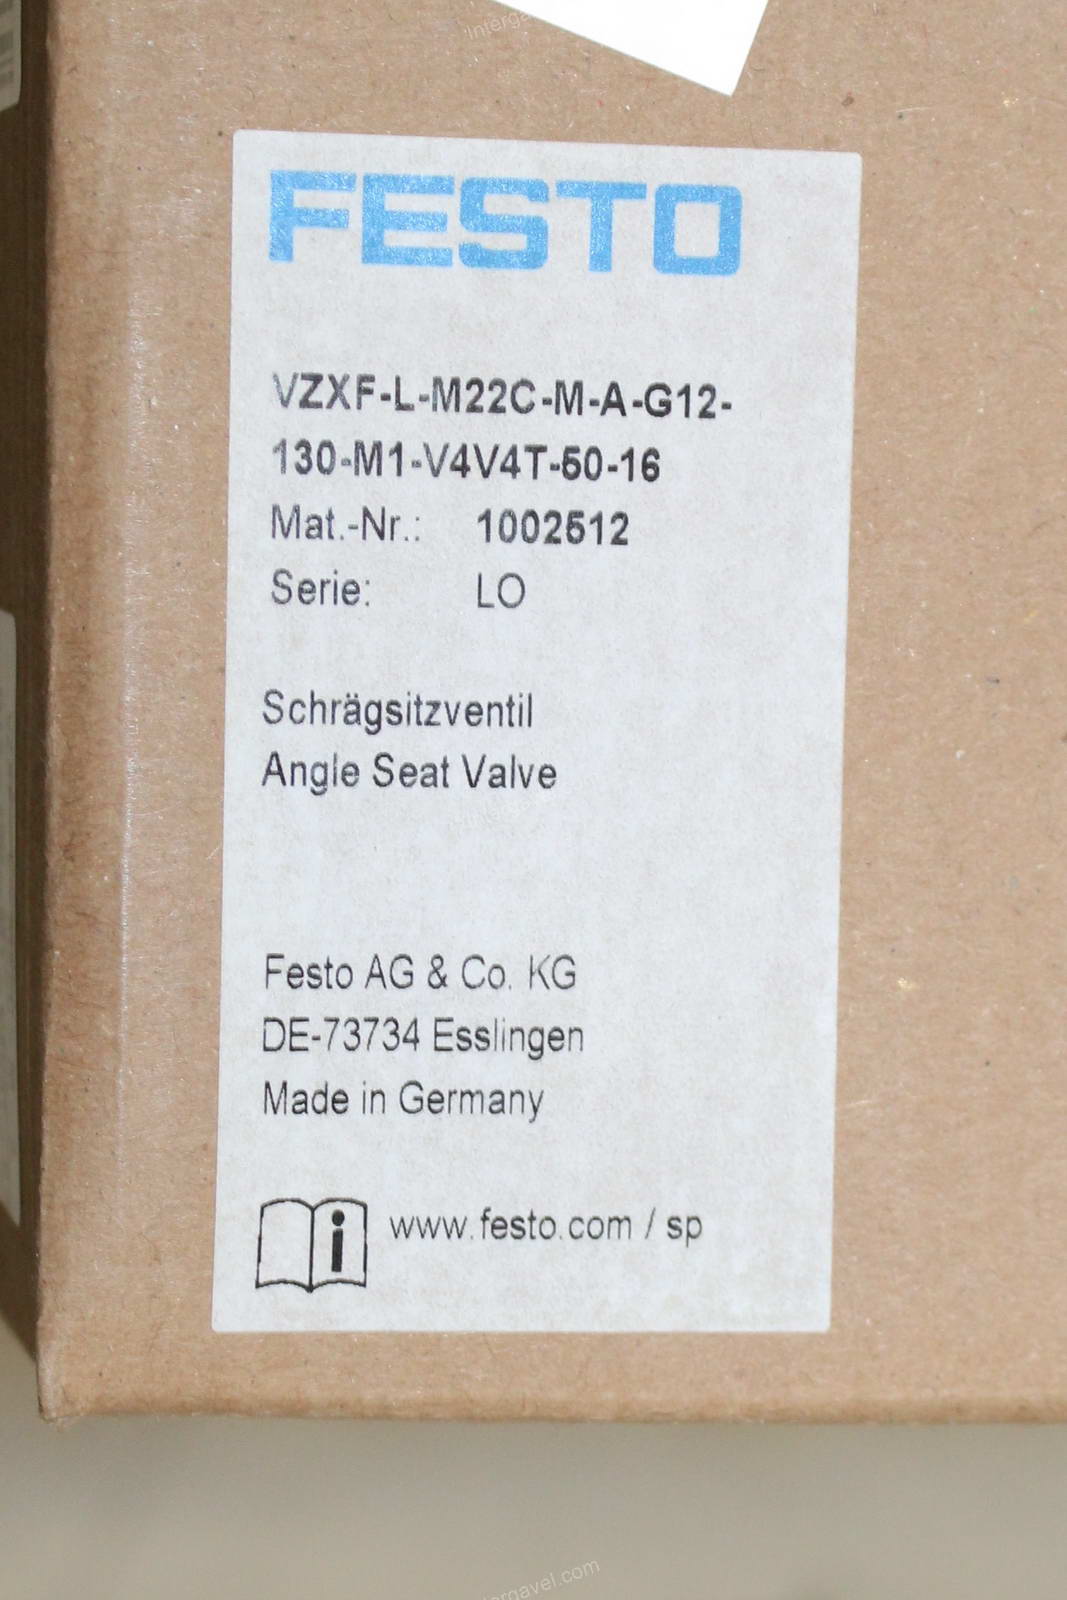 FESTO
VZXF-L-M22C-M-A-G12-
130-M1-V4V4T-50-16
Mat.-Nr.: 1002512
Serie: LO
Schrägsitzventil
Angle Seat Valve
Festo AG & Co. KG
DE-73734 Esslingen
Made in Germany
i www.festo.com / sp